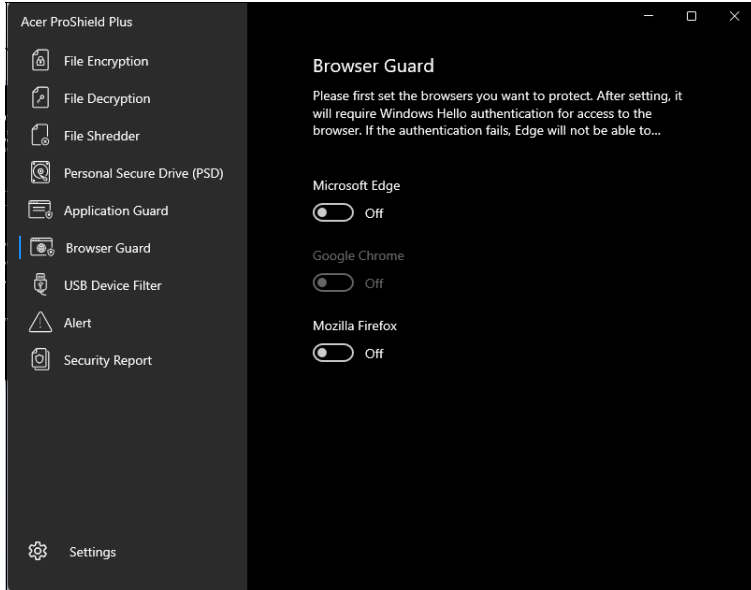 Acer ProShield Plus
File Encryption
File Decryption
File Shredder
Personal Secure Drive (PSD)
Application Guard
Browser Guard
USB Device Filter
Alert
Security Report
Settings
Browser Guard
Please first set the browsers you want to protect. After setting, it
will require Windows Hello authentication for access to the
browser. If the authentication fails, Edge will not be able to...
Microsoft Edge
Off
Google Chrome
Off
Mozilla Firefox
Off